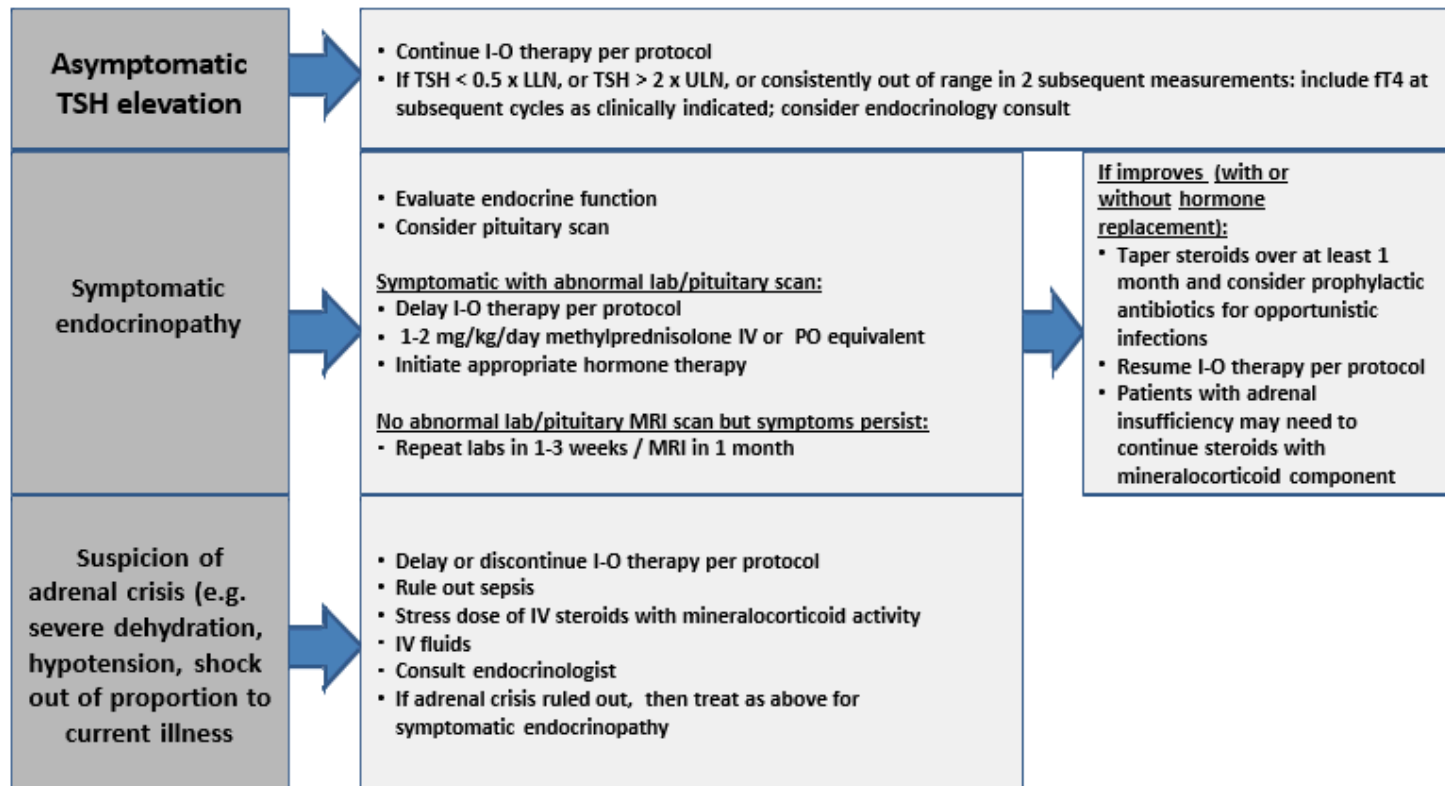 Asymptomatic
TSH elevation
• Continue I-O therapy per protocol
• If TSH < 0.5 x LLN, or TSH > 2 x ULN, or consistently out of range in 2 subsequent measurements: include fT4 at
subsequent cycles as clinically indicated; consider endocrinology consult
Symptomatic
endocrinopathy
• Evaluate endocrine function
• Consider pituitary scan
Symptomatic with abnormal lab/pituitary scan:
• Delay I-O therapy per protocol
• 1-2 mg/kg/day methylprednisolone IV or PO equivalent
• Initiate appropriate hormone therapy
No abnormal lab/pituitary MRI scan but symptoms persist:
• Repeat labs in 1-3 weeks / MRI in 1 month
If improves (with or
without hormone
replacement):
• Taper steroids over at least 1
month and consider prophylactic
antibiotics for opportunistic
infections
• Resume I-O therapy per protocol
• Patients with adrenal
insufficiency may need to
continue steroids with
mineralocorticoid component
Suspicion of
adrenal crisis (e.g.
severe dehydration,
hypotension, shock
out of proportion to
current illness
• Delay or discontinue I-O therapy per protocol
• Rule out sepsis
• Stress dose of IV steroids with mineralocorticoid activity
• IV fluids
• Consult endocrinologist
• If adrenal crisis ruled out, then treat as above for
symptomatic endocrinopathy